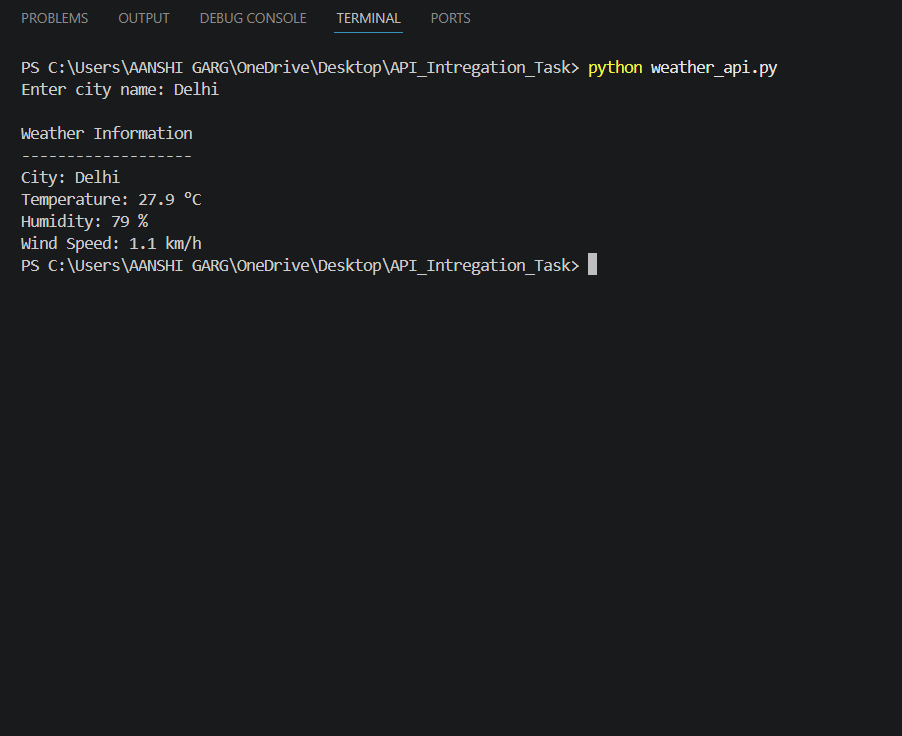 PROBLEMS OUTPUT DEBUG CONSOLE TERMINAL PORTS
PS C:\Users\AANSHI GARG\OneDrive\Desktop\API_Intregation_Task> python weather_api.py
Enter city name: Delhi
Weather Information
-------------------
City: Delhi
Temperature: 27.9 °C
Humidity: 79 %
Wind Speed: 1.1 km/h
PS C:\Users\AANSHI GARG\OneDrive\Desktop\API_Intregation_Task>